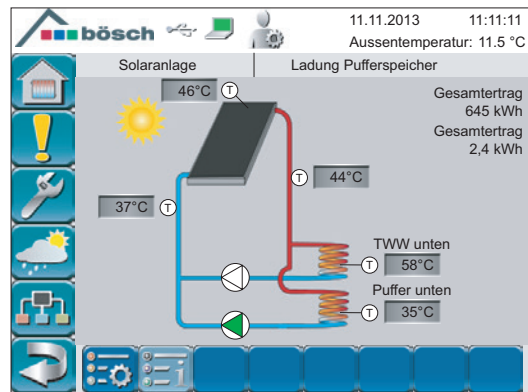 bösch
11.11.2013 11:11:11
Aussentemperatur: 11.5 °C
Solaranlage
Ladung Pufferspeicher
46°C T
Gesamtertrag
645 kWh
Gesamtertrag
2,4 kWh
T 44°C
37°C T
TWW unten
T 58°C
Puffer unten
T 35°C